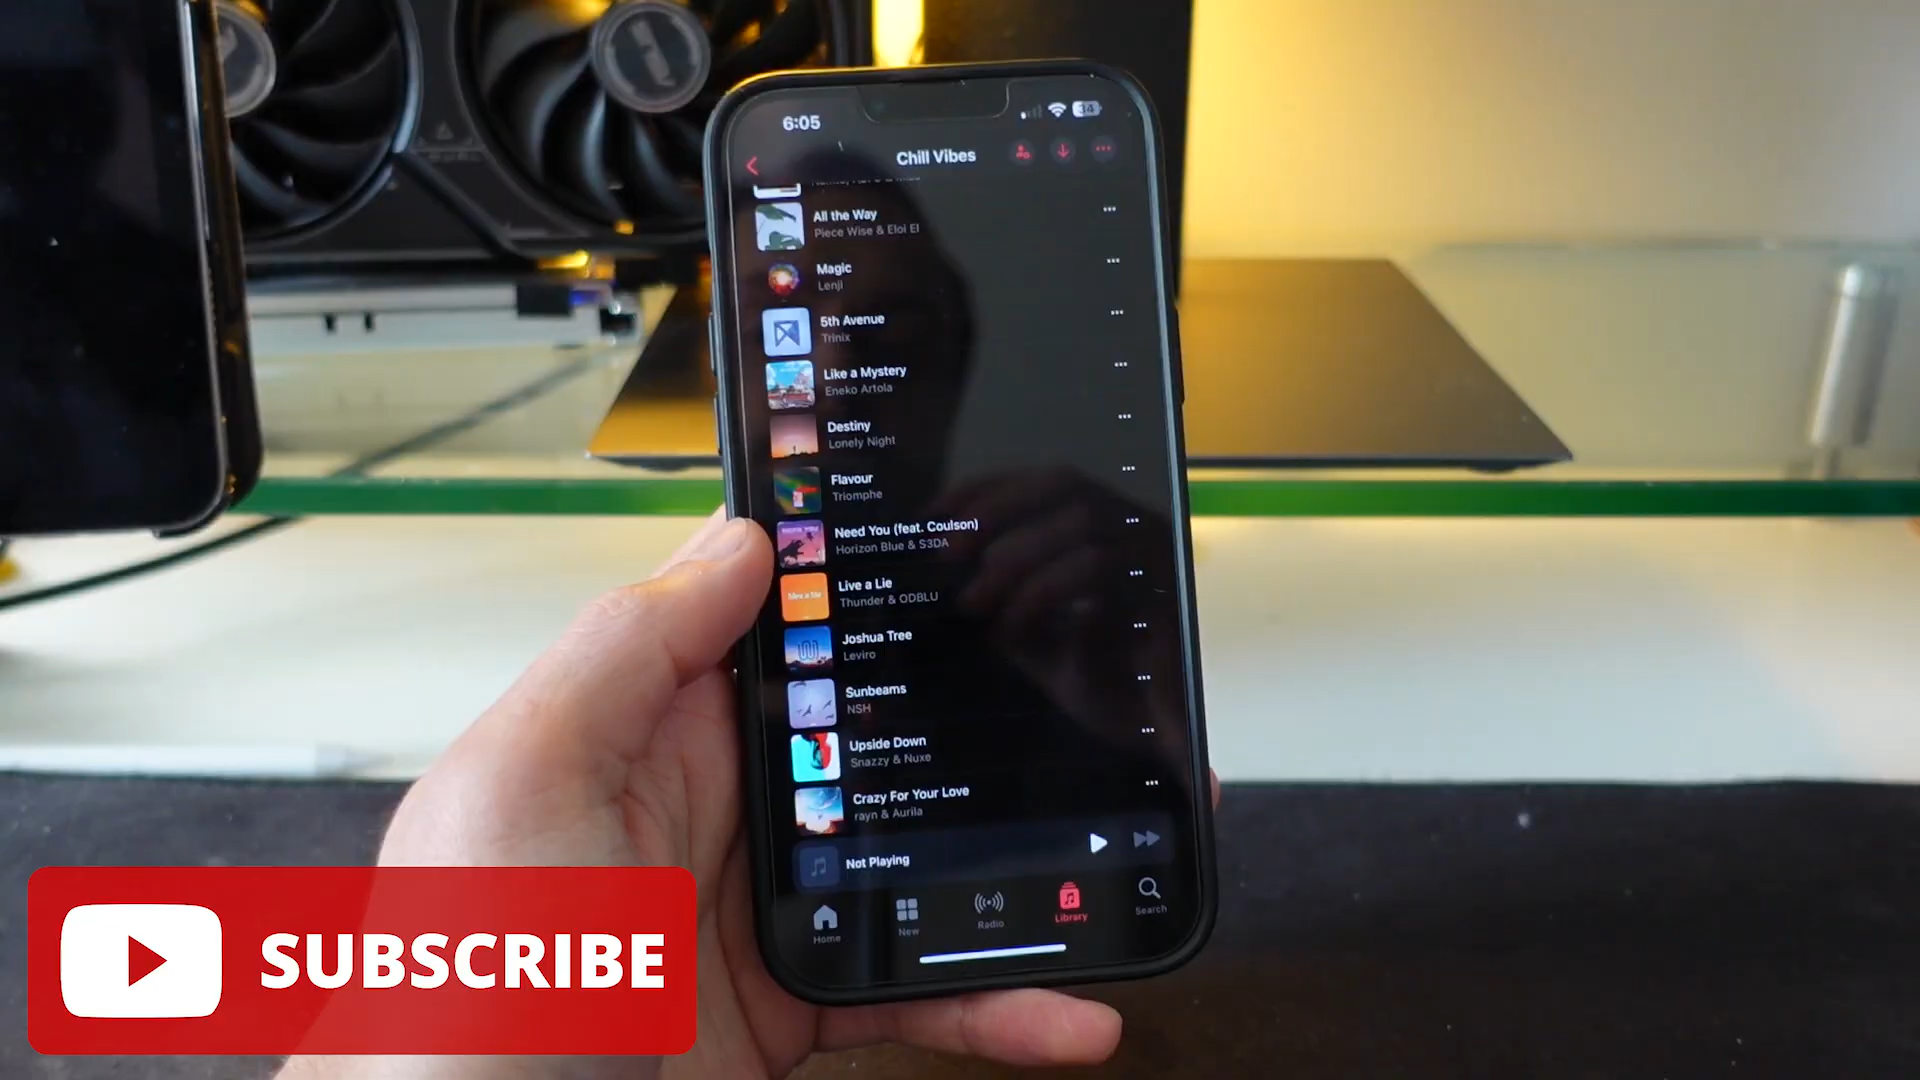 6:05
34
Chill Vibes
All the Way
Piece Wise & Eloi El
Magic
Lenji
5th Avenue
Trinix
Like a Mystery
Eneko Artola
Destiny
Lonely Night
Flavour
Triomphe
Need You (feat. Coulson)
Horizon Blue & S3DA
Live a Lie
Thunder & ODBLU
Joshua Tree
Leviro
Sunbeams
NSH
Upside Down
Snazzy & Nuxe
Crazy For Your Love
rayn & Aurila
Not Playing
Home
New
Radio
Library
Search
SUBSCRIBE